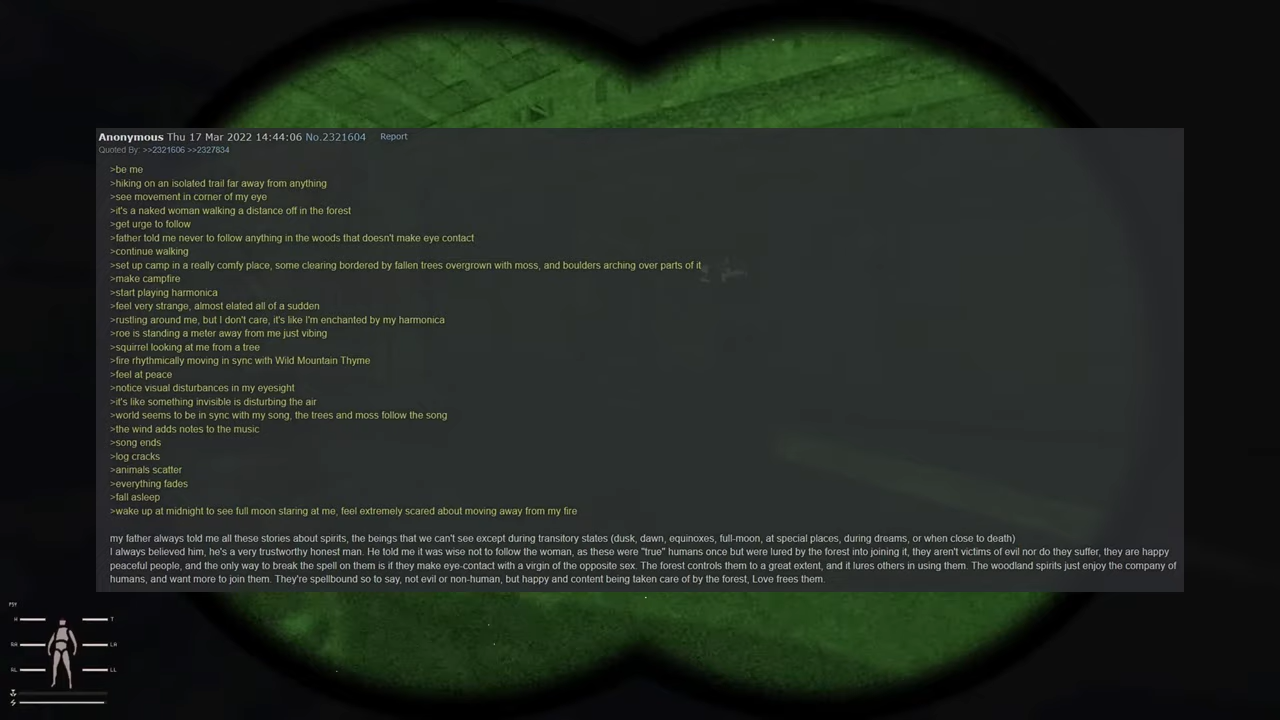 Anonymous Thu 17 Mar 2022 14:44:06 No.2321604 Report
Quoted By: >>2321606 >>2327834
>be me
>hiking on an isolated trail far away from anything
>see movement in corner of my eye
>it's a naked woman walking a distance off in the forest
>get urge to follow
>father told me never to follow anything in the woods that doesn't make eye contact
>continue walking
>set up camp in a really comfy place, some clearing bordered by fallen trees overgrown with moss, and boulders arching over parts of it
>make campfire
>start playing harmonica
>feel very strange, almost elated all of a sudden
>rustling around me, but I don't care, it's like I'm enchanted by my harmonica
>roe is standing a meter away from me just vibing
>squirrel looking at me from a tree
>fire rhythmically moving in sync with Wild Mountain Thyme
>feel at peace
>notice visual disturbances in my eyesight
>it's like something invisible is disturbing the air
>world seems to be in sync with my song, the trees and moss follow the song
>the wind adds notes to the music
>song ends
>log cracks
>animals scatter
>everything fades
>fall asleep
>wake up at midnight to see full moon staring at me, feel extremely scared about moving away from my fire
my father always told me all these stories about spirits, the beings that we can't see except during transitory states (dusk, dawn, equinoxes, full-moon, at special places, during dreams, or when close to death)
I always believed him, he's a very trustworthy honest man. He told me it was wise not to follow the woman, as these were "true" humans once but were lured by the forest into joining it, they aren't victims of evil nor do they suffer, they are happy
peaceful people, and the only way to break the spell on them is if they make eye-contact with a virgin of the opposite sex. The forest controls them to a great extent, and it lures others in using them. The woodland spirits just enjoy the company of
humans, and want more to join them. They're spellbound so to say, not evil or non-human, but happy and content being taken care of by the forest, Love frees them.
PSY
H T
RA LH
AL LL